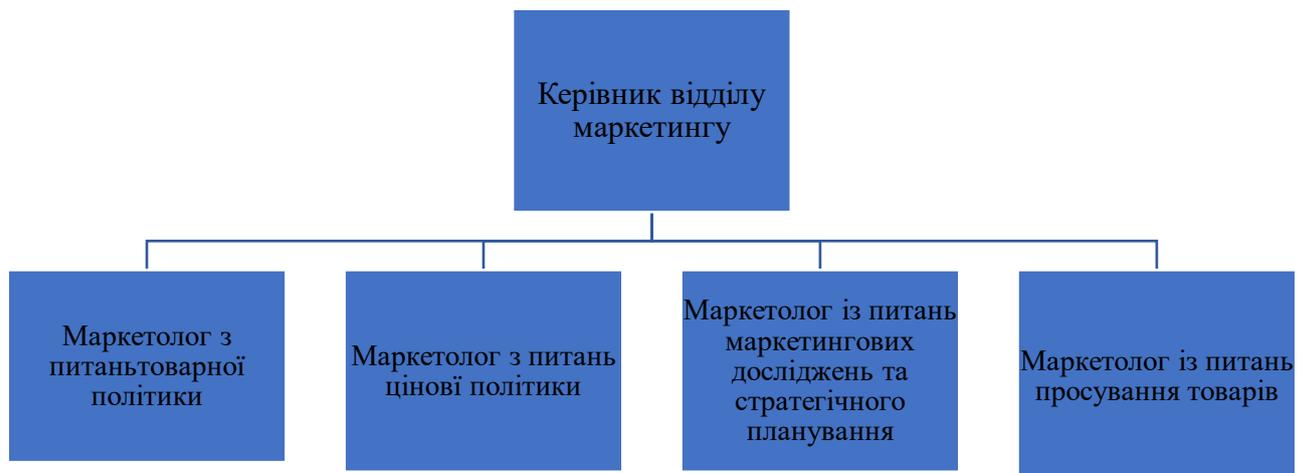 Керівник відділу
маркетингу
Маркетолог з
питаньтоварної
політики
Маркетолог з питань
цінові політики
Маркетолог із питань
маркетингових
досліджень та
стратегічного
планування
Маркетолог із питань
просування товарів